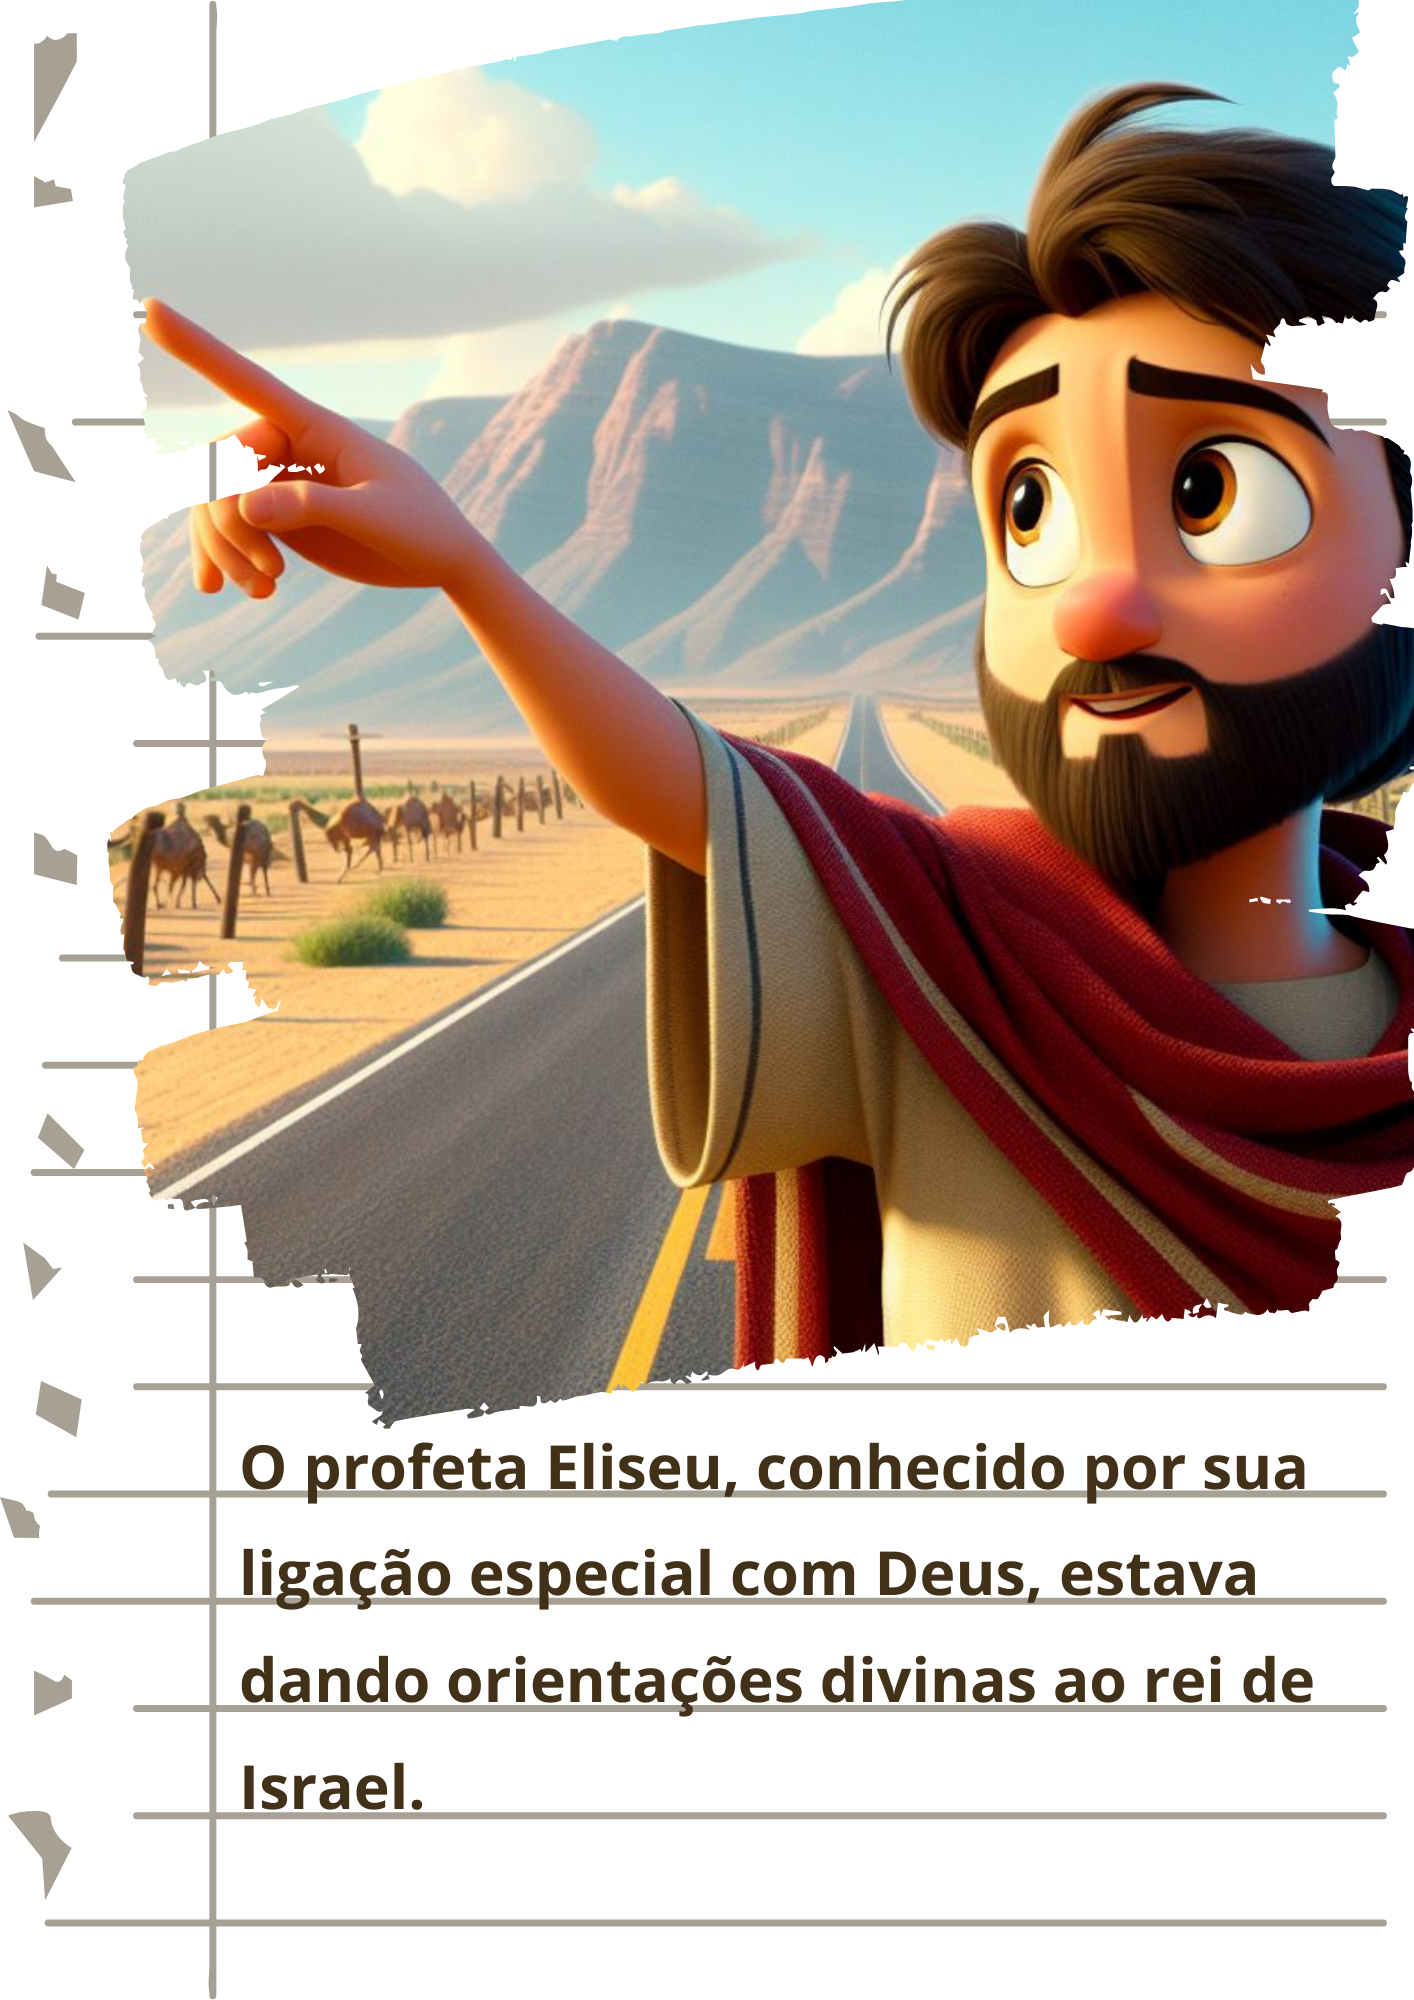 O profeta Eliseu, conhecido por sua
ligação especial com Deus, estava
dando orientações divinas ao rei de
Israel.